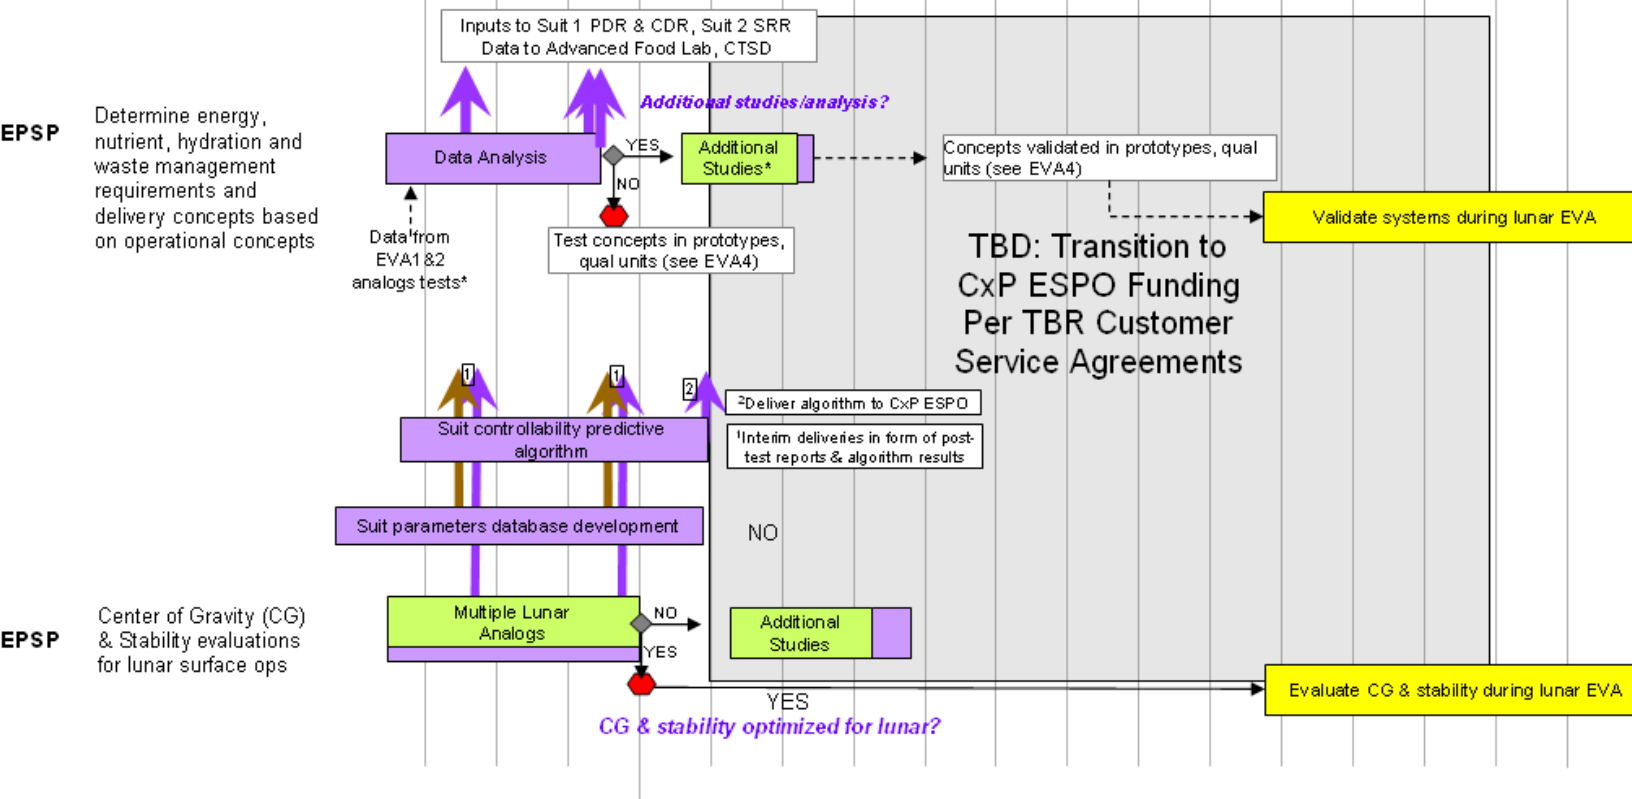 Inputs to Suit 1 PDR & CDR, Suit 2 SRR
Data to Advanced Food Lab, CTSD
Additional studies/analysis?
EPSP
Determine energy,
nutrient, hydration and
waste management
requirements and
delivery concepts based
on operational concepts
Data Analysis
YES
NO
Additional
Studies*
Concepts validated in prototypes, qual
units (see EVA4)
Validate systems during lunar EVA
Data from
EVA1&2
analogs tests*
Test concepts in prototypes,
qual units (see EVA4)
TBD: Transition to
CxP ESPO Funding
Per TBR Customer
Service Agreements
1
1
2
²Deliver algorithm to CxP ESPO
¹Interim deliveries in form of post-
test reports & algorithm results
Suit controllability predictive
algorithm
Suit parameters database development
NO
EPSP
Center of Gravity (CG)
& Stability evaluations
for lunar surface ops
Multiple Lunar
Analogs
NO
YES
Additional
Studies
YES
Evaluate CG & stability during lunar EVA
CG & stability optimized for lunar?